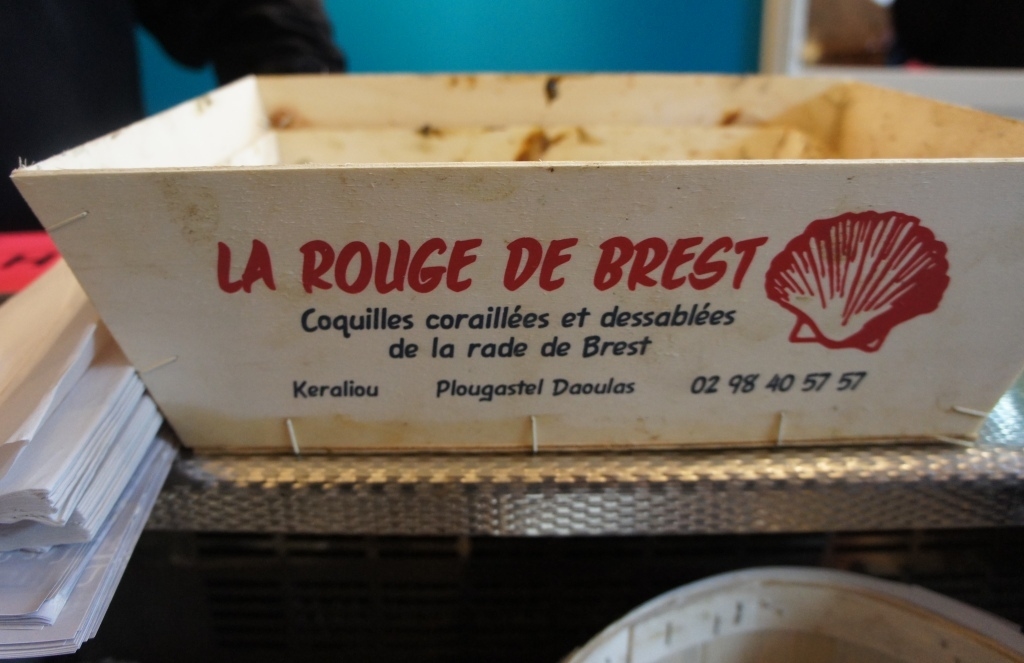 LA ROUGE DE BREST
Coquilles coraillées et dessablées
de la rade de Brest
Keraliou Plougastel Daoulas 02 98 40 57 57